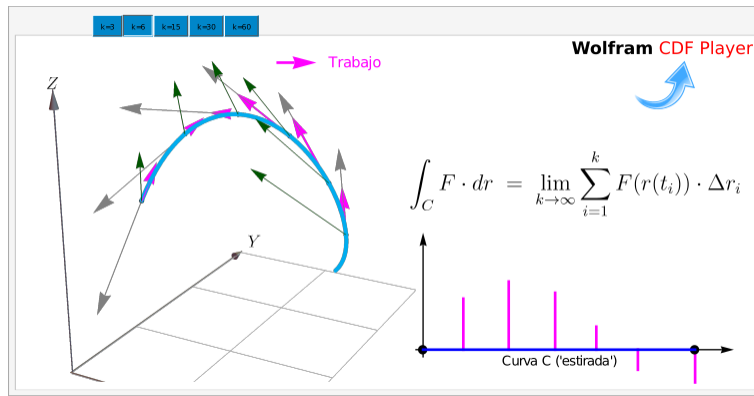 k=3 k=6 k=15 k=30 k=60
Wolfram CDF Player
Trabajo
Z
∫_C F · dr = lim_{k→∞} ∑_{i=1}^{k} F(r(t_i)) · Δr_i
Y
Curva C ('estirada')